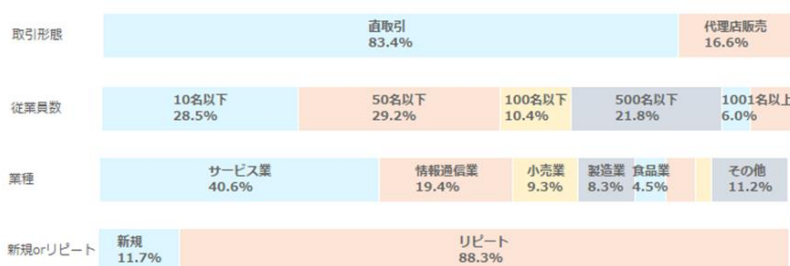 取引形態
直取引
83.4%
代理店販売
16.6%
従業員数
10名以下
28.5%
50名以下
29.2%
100名以下
10.4%
500名以下
21.8%
1001名以上
6.0%
業種
サービス業
40.6%
情報通信業
19.4%
小売業
9.3%
製造業
8.3%
食品業
4.5%
その他
11.2%
新規orリピート
新規
11.7%
リピート
88.3%